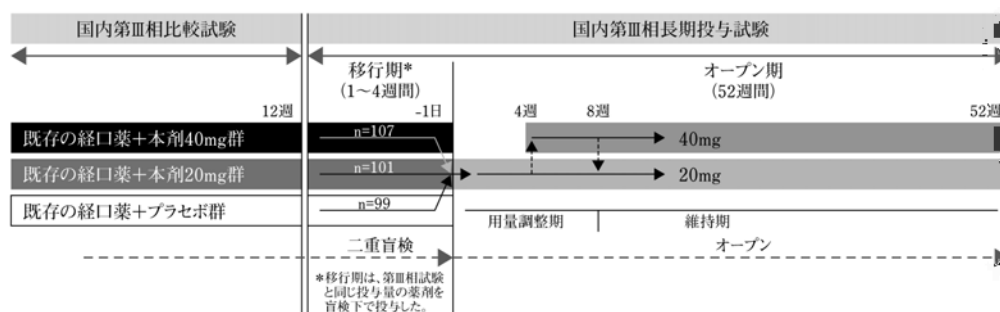 国内第Ⅲ相比較試験
国内第Ⅲ相長期投与試験
移行期*
(1~4週間)
オープン期
(52週間)
12週
-1日
4週
8週
52週
既存の経口薬+本剤40mg群
n=107
40mg
既存の経口薬+本剤20mg群
n=101
20mg
既存の経口薬+プラセボ群
n=99
用量調整期
維持期
二重盲検
オープン
*移行期は、第Ⅲ相試験
と同じ投与量の薬剤を
盲検下で投与した。